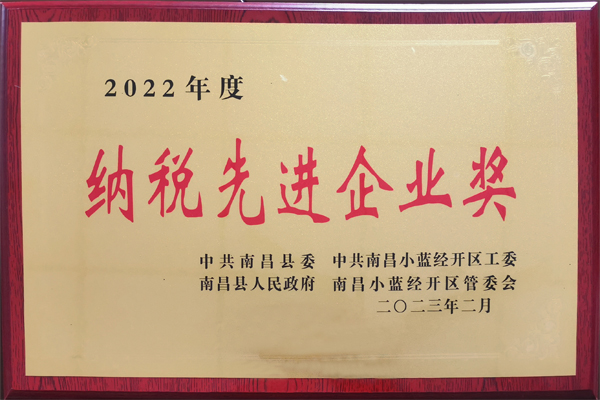 2022年度
纳税先进企业奖
中共南昌县委 中共南昌小蓝经开区工委
南昌县人民政府 南昌小蓝经开区管委会
二〇二三年二月